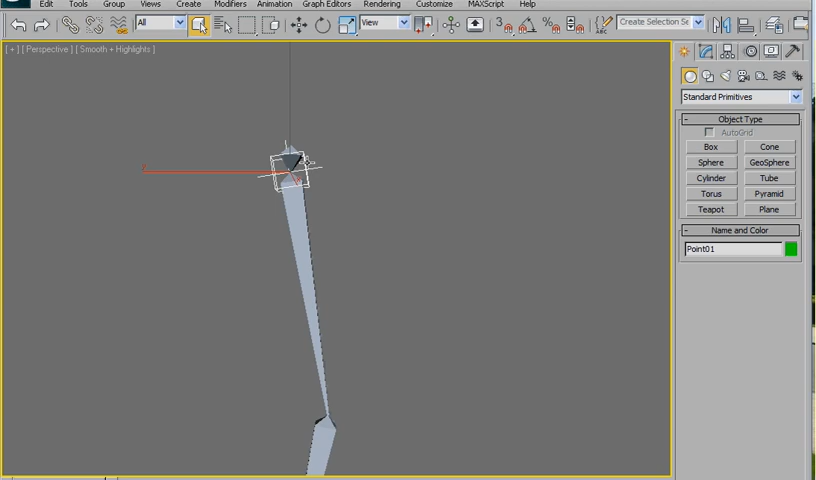 Edit Tools Group Views Create Modifiers Animation Graph Editors Rendering Customize MAXScript Help
All View 3 % ABC Create Selection Se
[ + ] [ Perspective ] [ Smooth + Highlights ]
Standard Primitives
- Object Type
AutoGrid
Box Cone
Sphere GeoSphere
Cylinder Tube
Torus Pyramid
Teapot Plane
- Name and Color
Point01